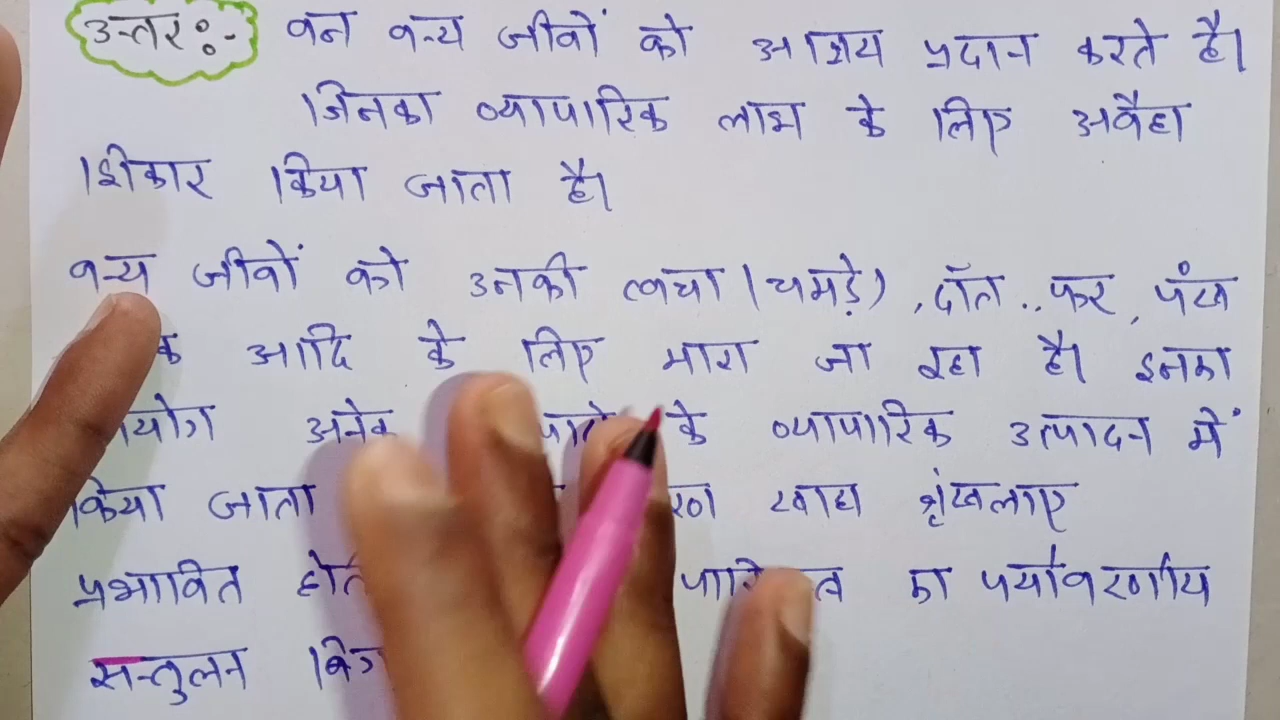 उत्तर:- वन वन्य जीवों को आश्रय प्रदान करते है।
जिनका व्यापारिक लाभ के लिए अवैध
शिकार किया जाता है।
वन्य जीवों को उनकी त्वचा (चमड़े) , दाँत .. फर , पंख
आदि के लिए मारा जा रहा है। इनका
अनेक के व्यापारिक उत्पादन में
किया जाता खाद्य शृंखलाए
प्रभावित का पर्यावरणीय
सन्तुलन